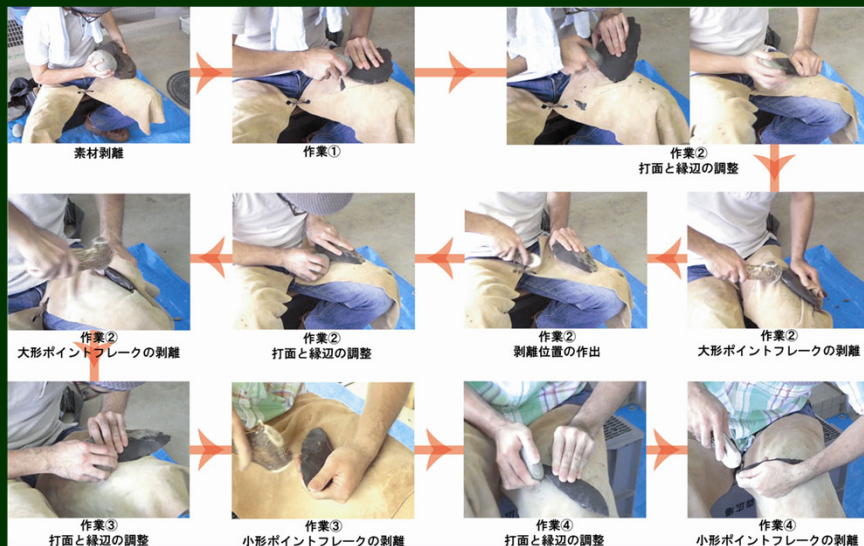 素材剥離
作業①
作業②
打面と縁辺の調整
作業②
大形ポイントフレークの剥離
作業②
打面と縁辺の調整
作業②
剥離位置の作出
作業②
大形ポイントフレークの剥離
作業③
打面と縁辺の調整
作業③
小形ポイントフレークの剥離
作業④
打面と縁辺の調整
作業④
小形ポイントフレークの剥離